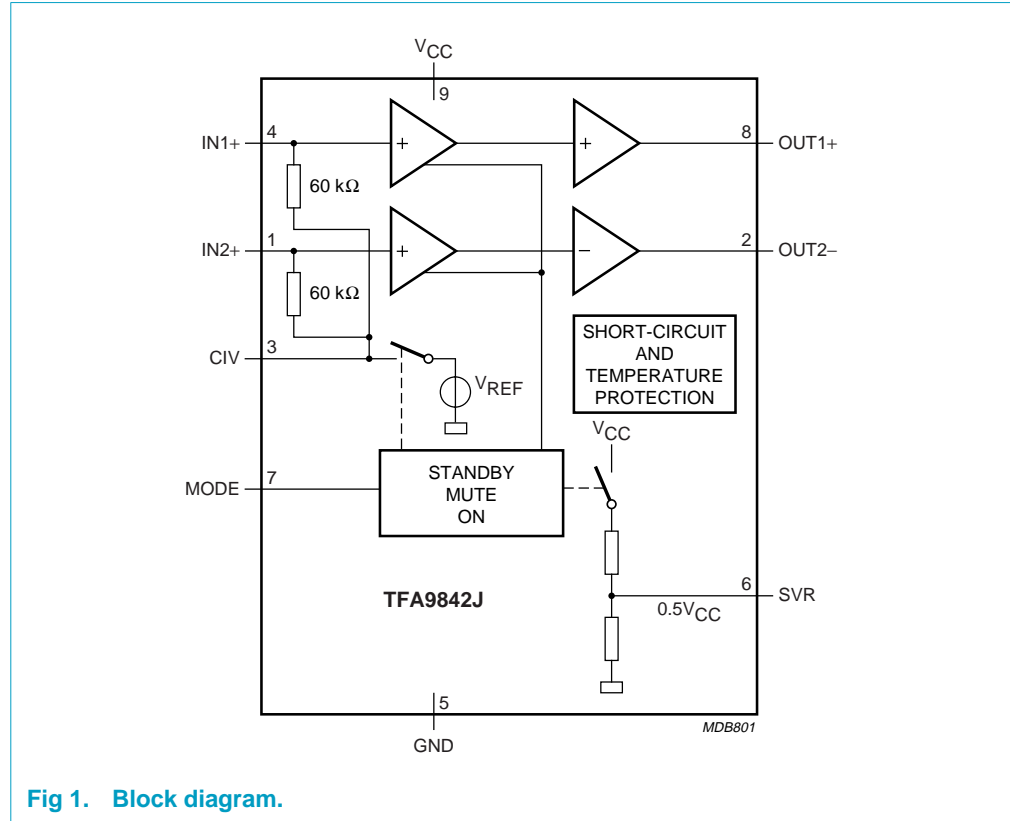 VCC
9
IN1+
4
8
OUT1+
+
+
60 kΩ
IN2+
1
2
OUT2−
+
−
60 kΩ
CIV
3
VREF
SHORT-CIRCUIT
AND
TEMPERATURE
PROTECTION
VCC
MODE
7
STANDBY
MUTE
ON
TFA9842J
0.5VCC
6
SVR
5
GND
MDB801
Fig 1. Block diagram.